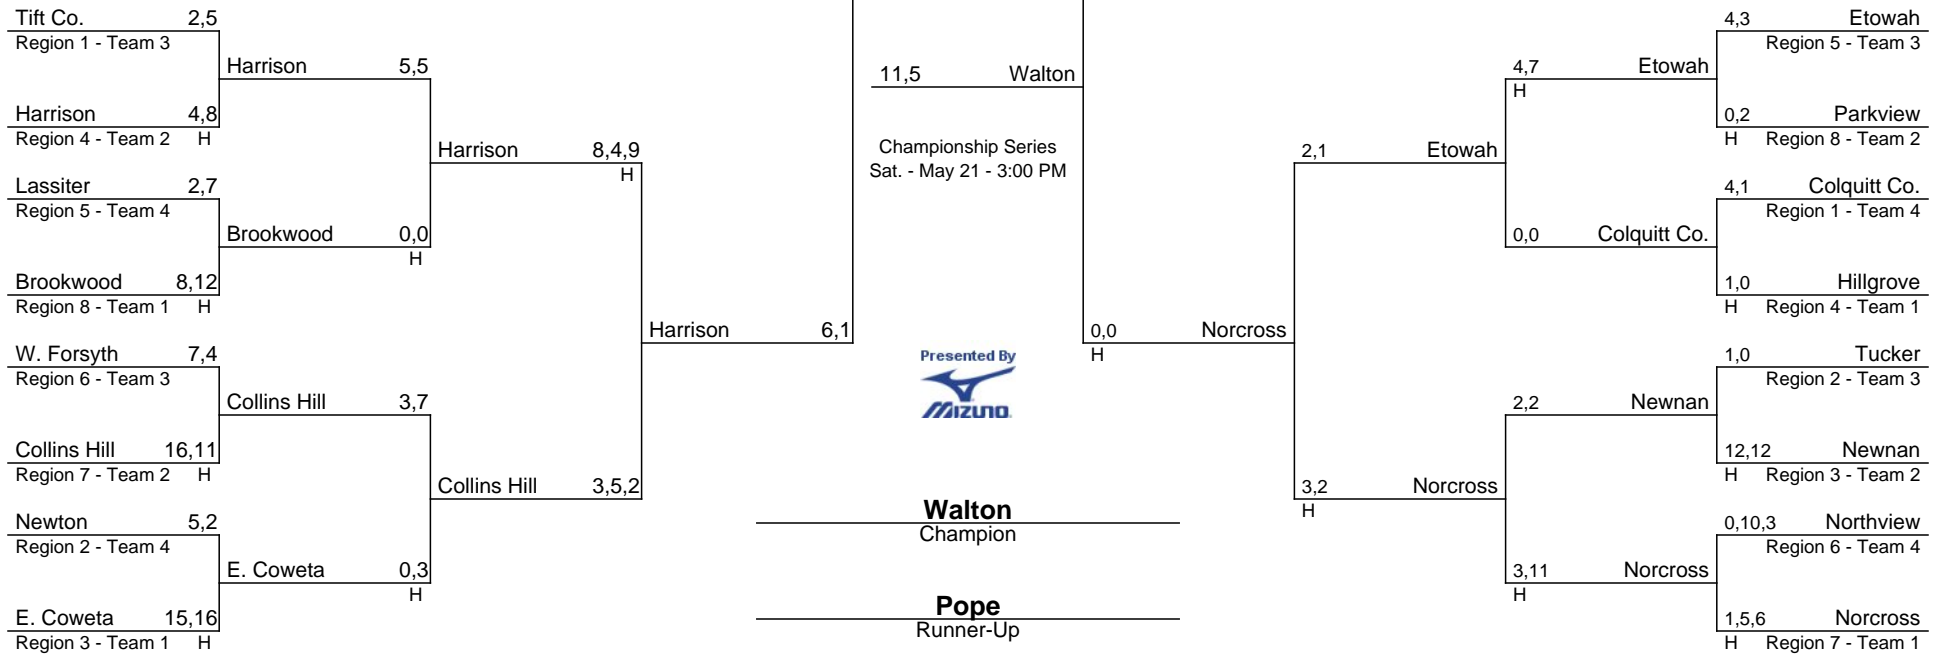 Tift Co. 2,5
Region 1 - Team 3
Harrison 5,5
Harrison 4,8
Region 4 - Team 2 H
Harrison 8,4,9
H
Lassiter 2,7
Region 5 - Team 4
Brookwood 0,0
H
Brookwood 8,12
Region 8 - Team 1 H
Harrison 6,1
W. Forsyth 7,4
Region 6 - Team 3
Collins Hill 3,7
Collins Hill 16,11
Region 7 - Team 2 H
Collins Hill 3,5,2
Newton 5,2
Region 2 - Team 4
E. Coweta 0,3
H
E. Coweta 15,16
Region 3 - Team 1 H
11,5 Walton
Championship Series
Sat. - May 21 - 3:00 PM
Presented By
MIZUNO
Walton
Champion
Pope
Runner-Up
4,3 Etowah
Region 5 - Team 3
4,7 Etowah
H
0,2 Parkview
H Region 8 - Team 2
2,1 Etowah
4,1 Colquitt Co.
Region 1 - Team 4
0,0 Colquitt Co.
1,0 Hillgrove
H Region 4 - Team 1
0,0 Norcross
H
1,0 Tucker
Region 2 - Team 3
2,2 Newnan
12,12 Newnan
H Region 3 - Team 2
3,2 Norcross
H
0,10,3 Northview
Region 6 - Team 4
3,11 Norcross
H
1,5,6 Norcross
H Region 7 - Team 1